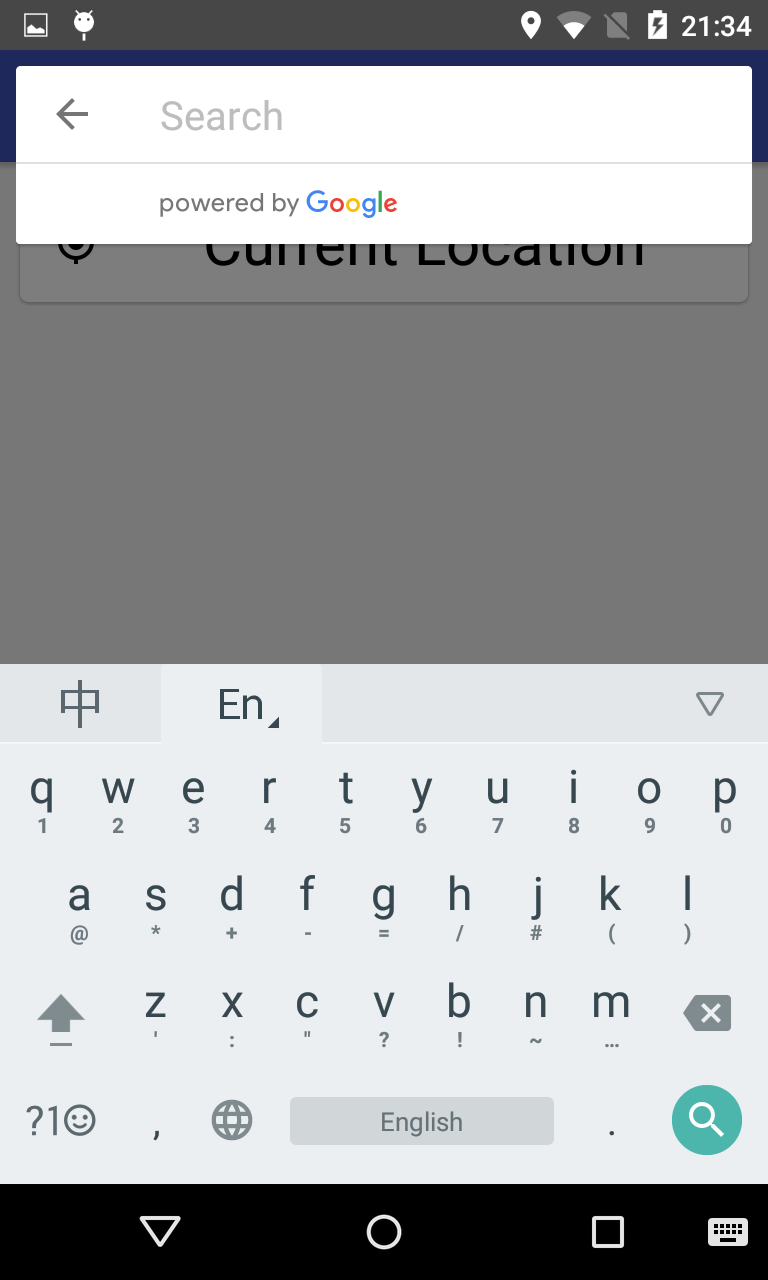 21:34
Search
powered by Google
Current Location
中 En
q w e r t y u i o p
1 2 3 4 5 6 7 8 9 0
a s d f g h j k l
@ * + - = / # ( )
z x c v b n m
' : " ? ! ~ …
?1 , English .